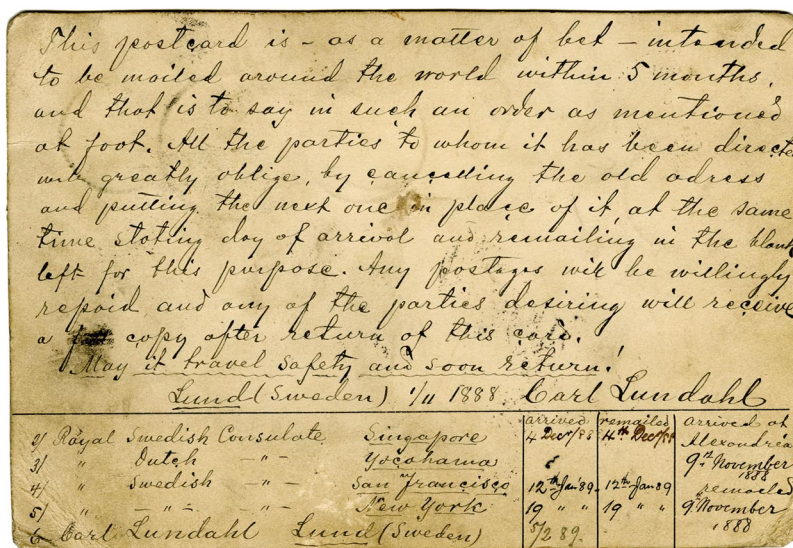 This postcard is – as a matter of bet – intended
to be mailed around the world within 5 months,
and that is to say in such an order as mentioned
at foot. All the parties to whom it has been directed
will greatly oblige, by cancelling the old adress
and putting the next one in place of it, at the same
time stating day of arrival and remailing in the blank
left for this purpose. Any postages will be willingly
repaid and any of the parties desiring will receive
a copy after return of this card.
May it travel safety and soon return!
Lund (Sweden) 1/11 1888 Carl Lundahl
arrived remailed arrived at
2/ Royal Swedish Consulate Singapore 4 Decr/88 4th Decr/88 Alexandria
3/ " Dutch –"– Yocohama 9th November 1888
4/ " Swedish –"– San Francisco 12th Jan' 89. 12th Jan 89 remailed
5/ " –"– –"– New York 19 " " 19 " " 9 November
6 Carl Lundahl Lund (Sweden) 5/2 89. 1888